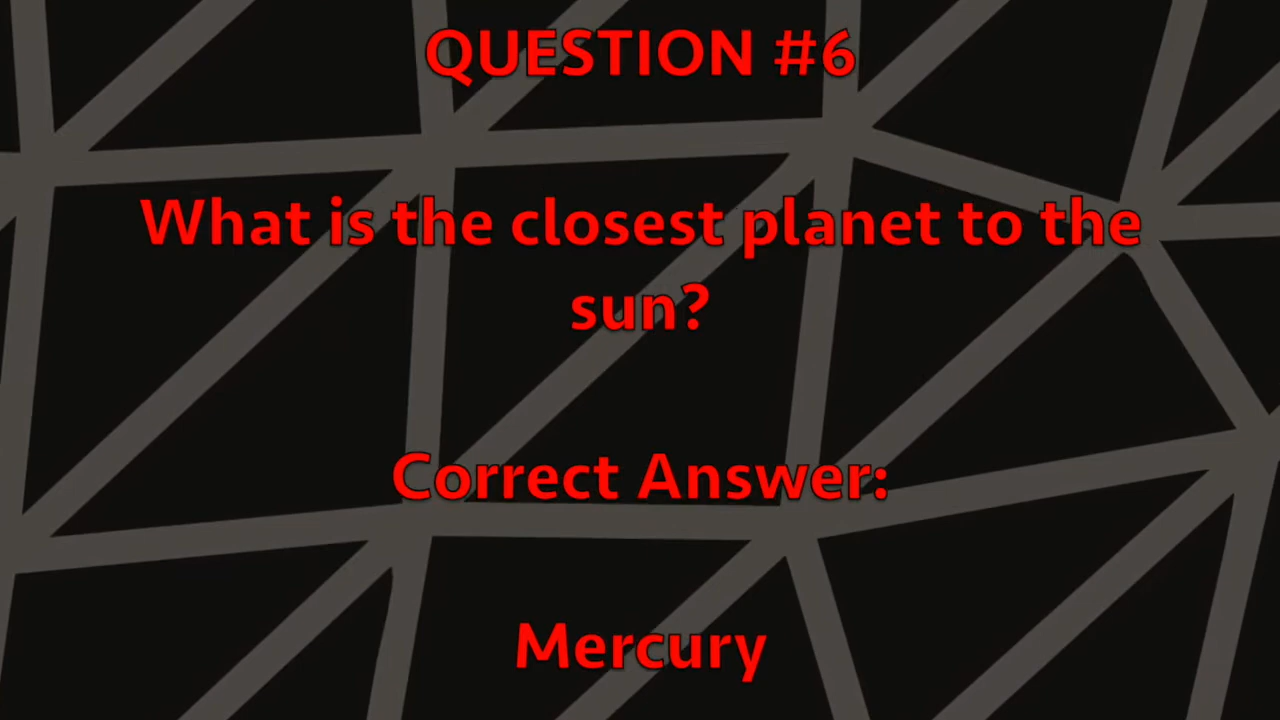 QUESTION #6
What is the closest planet to the
sun?
Correct Answer:
Mercury